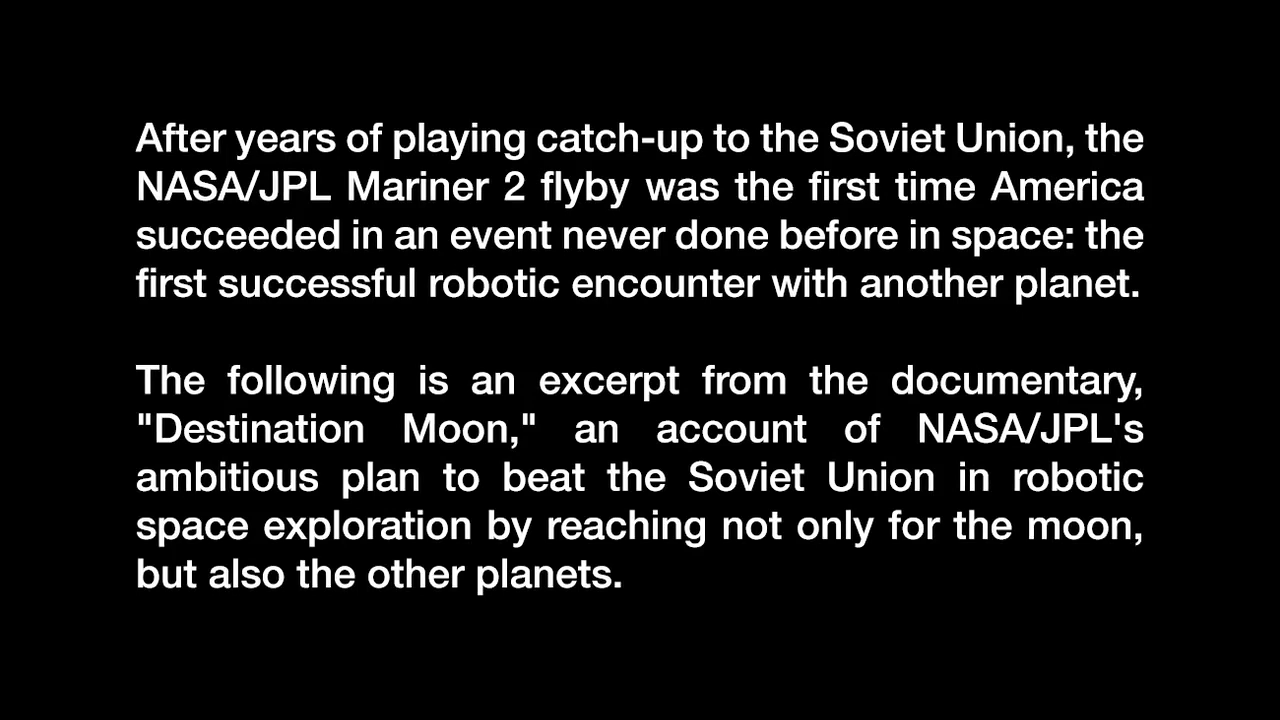 After years of playing catch-up to the Soviet Union, the
NASA/JPL Mariner 2 flyby was the first time America
succeeded in an event never done before in space: the
first successful robotic encounter with another planet.
The following is an excerpt from the documentary,
"Destination Moon," an account of NASA/JPL's
ambitious plan to beat the Soviet Union in robotic
space exploration by reaching not only for the moon,
but also the other planets.